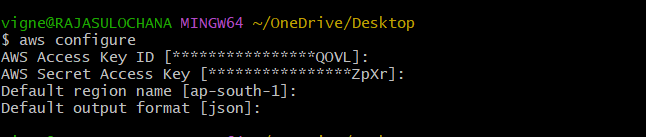 vigne@RAJASULOCHANA MINGW64 ~/OneDrive/Desktop
$ aws configure
AWS Access Key ID [****************QOVL]:
AWS Secret Access Key [****************ZpXr]:
Default region name [ap-south-1]:
Default output format [json]: